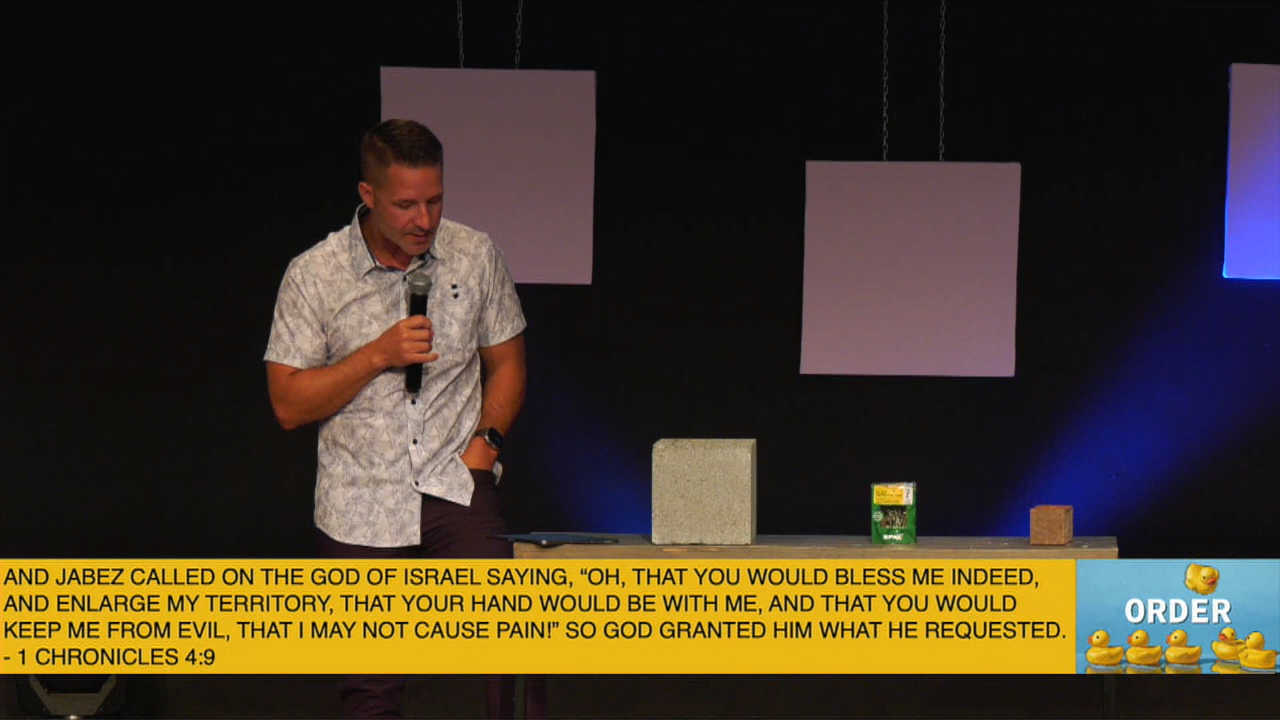 AND JABEZ CALLED ON THE GOD OF ISRAEL SAYING, “OH, THAT YOU WOULD BLESS ME INDEED,
AND ENLARGE MY TERRITORY, THAT YOUR HAND WOULD BE WITH ME, AND THAT YOU WOULD
KEEP ME FROM EVIL, THAT I MAY NOT CAUSE PAIN!” SO GOD GRANTED HIM WHAT HE REQUESTED.
- 1 CHRONICLES 4:9
ORDER